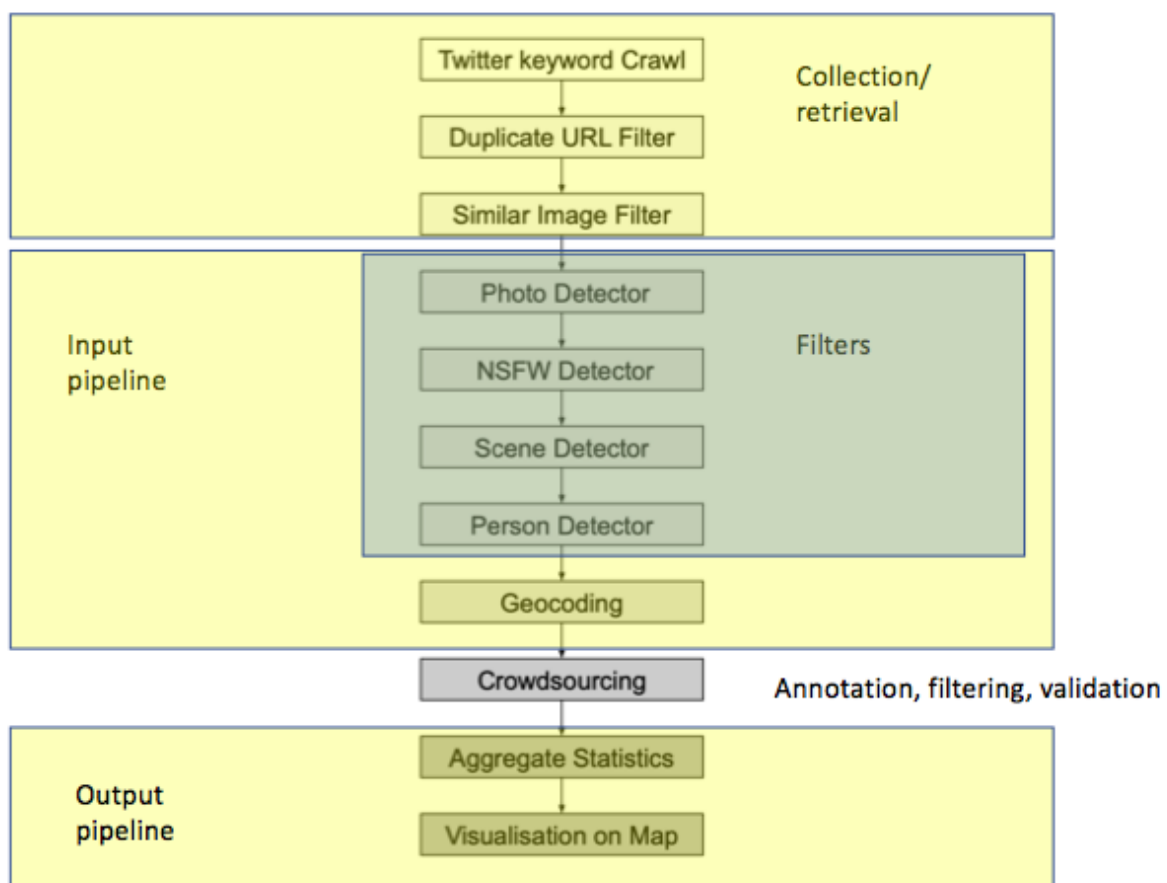 Twitter keyword Crawl
Collection/
retrieval
Duplicate URL Filter
Similar Image Filter
Photo Detector
Input
pipeline
Filters
NSFW Detector
Scene Detector
Person Detector
Geocoding
Crowdsourcing
Annotation, filtering, validation
Aggregate Statistics
Output
pipeline
Visualisation on Map